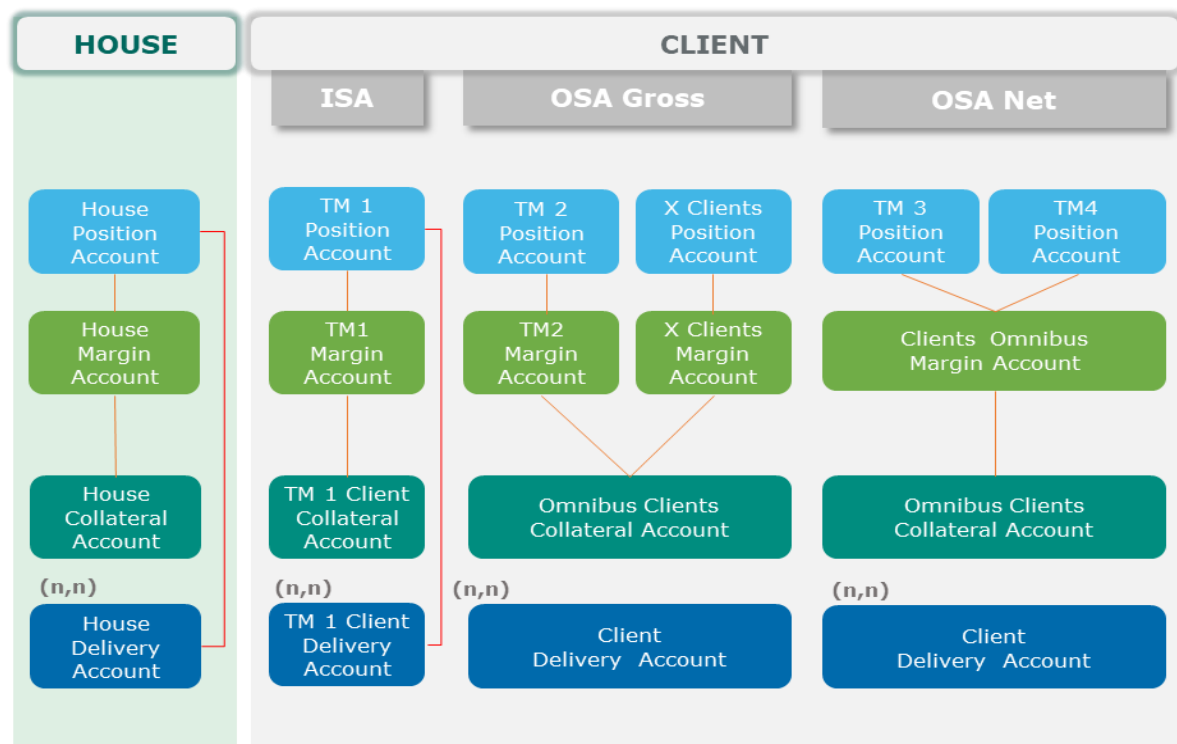 HOUSE
CLIENT
ISA
OSA Gross
OSA Net
House
Position
Account
TM 1
Position
Account
TM 2
Position
Account
X Clients
Position
Account
TM 3
Position
Account
TM4
Position
Account
House
Margin
Account
TM1
Margin
Account
TM2
Margin
Account
X Clients
Margin
Account
Clients Omnibus
Margin Account
House
Collateral
Account
TM 1 Client
Collateral
Account
Omnibus Clients
Collateral Account
Omnibus Clients
Collateral Account
(n,n)
(n,n)
(n,n)
(n,n)
House
Delivery
Account
TM 1 Client
Delivery
Account
Client
Delivery Account
Client
Delivery Account